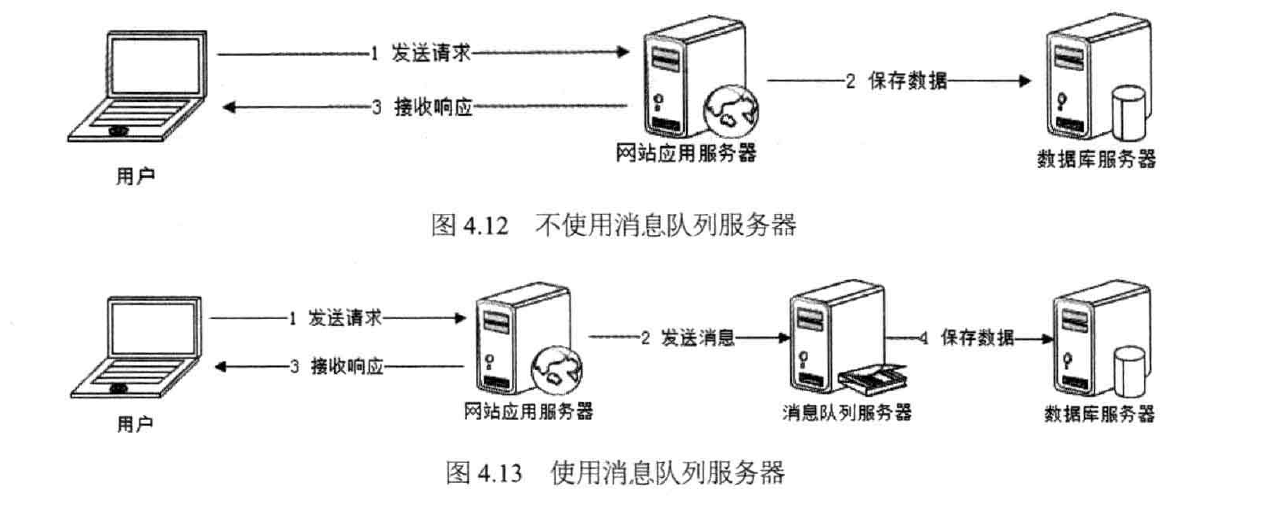 1 发送请求
2 保存数据
3 接收响应
用户
网站应用服务器
数据库服务器
图 4.12 不使用消息队列服务器
1 发送请求
2 发送消息
4 保存数据
3 接收响应
用户
网站应用服务器
消息队列服务器
数据库服务器
图 4.13 使用消息队列服务器